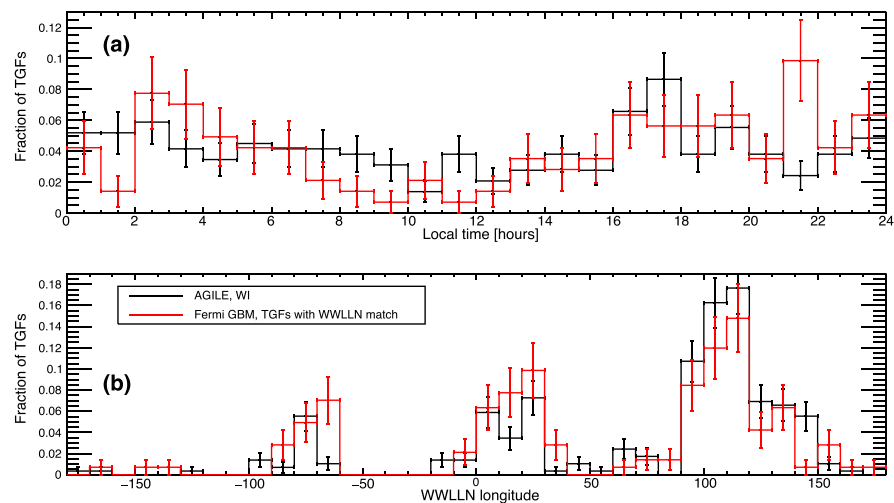 0.12
0.1
0.08
0.06
0.04
0.02
0
Fraction of TGFs
(a)
0 2 4 6 8 10 12 14 16 18 20 22 24
Local time [hours]
0.18
0.16
0.14
0.12
0.1
0.08
0.06
0.04
0.02
0
Fraction of TGFs
AGILE, WI
Fermi GBM, TGFs with WWLLN match
(b)
−150 −100 −50 0 50 100 150
WWLLN longitude